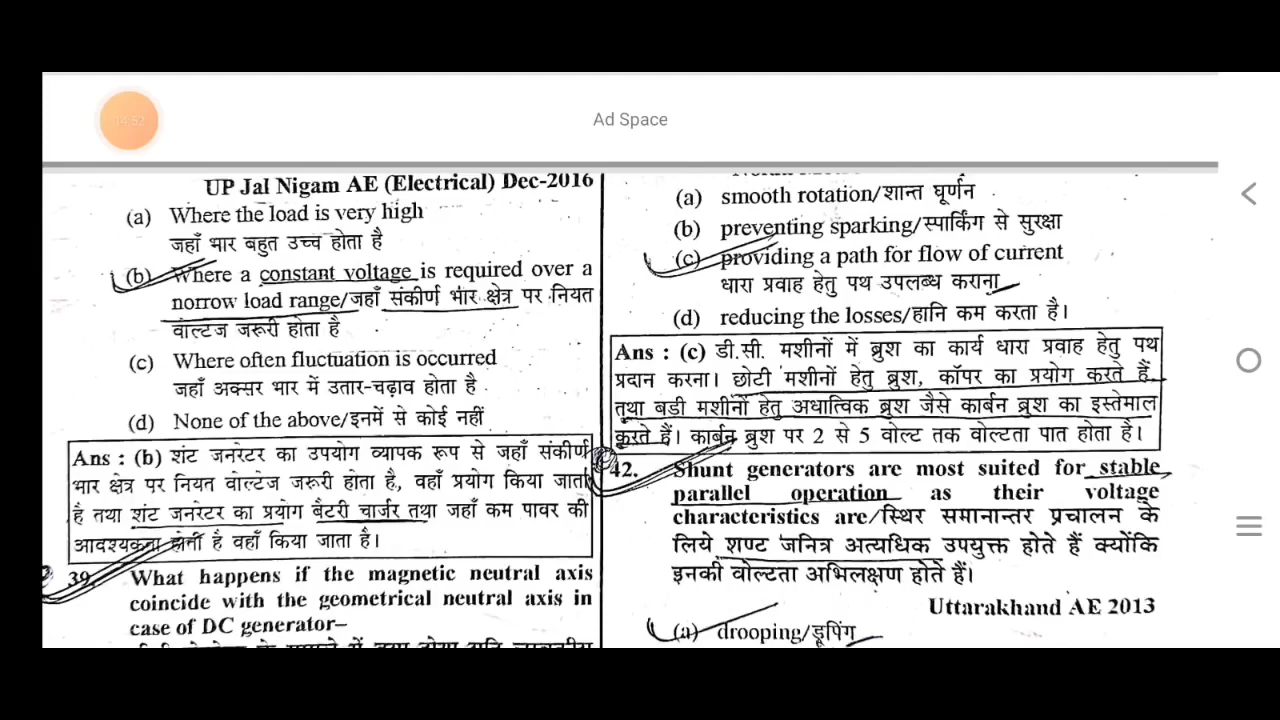 14:52
Ad Space
UP Jal Nigam AE (Electrical) Dec-2016
(a) Where the load is very high
जहाँ भार बहुत उच्च होता है
(b) Where a constant voltage is required over a
norrow load range/जहाँ संकीर्ण भार क्षेत्र पर नियत
वोल्टेज जरूरी होता है
(c) Where often fluctuation is occurred
जहाँ अक्सर भार में उतार-चढ़ाव होता है
(d) None of the above/इनमें से कोई नहीं
Ans : (b) शंट जनरेटर का उपयोग व्यापक रूप से जहाँ संकीर्ण
भार क्षेत्र पर नियत वोल्टेज जरूरी होता है, वहाँ प्रयोग किया जाता
है तथा शंट जनरेटर का प्रयोग बैटरी चार्जर तथा जहाँ कम पावर की
आवश्यकता होती है वहाँ किया जाता है।
39. What happens if the magnetic neutral axis
coincide with the geometrical neutral axis in
case of DC generator–
(a) smooth rotation/शान्त घूर्णन
(b) preventing sparking/स्पार्किंग से सुरक्षा
(c) providing a path for flow of current
धारा प्रवाह हेतु पथ उपलब्ध कराना
(d) reducing the losses/हानि कम करता है।
Ans : (c) डी.सी. मशीनों में ब्रुश का कार्य धारा प्रवाह हेतु पथ
प्रदान करना। छोटी मशीनों हेतु ब्रुश, कॉपर का प्रयोग करते हैं
तथा बडी मशीनों हेतु अधात्विक ब्रुश जैसे कार्बन ब्रुश का इस्तेमाल
करते हैं। कार्बन ब्रुश पर 2 से 5 वोल्ट तक वोल्टता पात होता है।
42. Shunt generators are most suited for stable
parallel operation as their voltage
characteristics are/स्थिर समानान्तर प्रचालन के
लिये शण्ट जनित्र अत्यधिक उपयुक्त होते हैं क्योंकि
इनकी वोल्टता अभिलक्षण होते हैं।
Uttarakhand AE 2013
(a) drooping/ड्रूपिंग